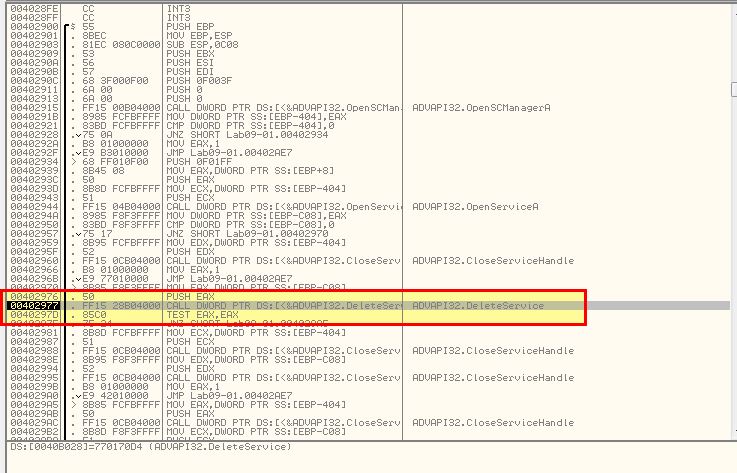 004028FE CC INT3
004028FF CC INT3
00402900 $ 55 PUSH EBP
00402901 . 8BEC MOV EBP,ESP
00402903 . 81EC 080C0000 SUB ESP,0C08
00402909 . 53 PUSH EBX
0040290A . 56 PUSH ESI
0040290B . 57 PUSH EDI
0040290C . 68 3F000F00 PUSH 0F003F
00402911 . 6A 00 PUSH 0
00402913 . 6A 00 PUSH 0
00402915 . FF15 00B04000 CALL DWORD PTR DS:[<&ADVAPI32.OpenSCMan. ADVAPI32.OpenSCManagerA
0040291B . 8985 FCFBFFFF MOV DWORD PTR SS:[EBP-404],EAX
00402921 . 83BD FCFBFFFF CMP DWORD PTR SS:[EBP-404],0
00402928 . 75 0A JNZ SHORT Lab09-01.00402934
0040292A . B8 01000000 MOV EAX,1
0040292F . E9 B3010000 JMP Lab09-01.00402AE7
00402934 > 68 FF010F00 PUSH 0F01FF
00402939 . 8B45 08 MOV EAX,DWORD PTR SS:[EBP+8]
0040293C . 50 PUSH EAX
0040293D . 8B8D FCFBFFFF MOV ECX,DWORD PTR SS:[EBP-404]
00402943 . 51 PUSH ECX
00402944 . FF15 04B04000 CALL DWORD PTR DS:[<&ADVAPI32.OpenServi ADVAPI32.OpenServiceA
0040294A . 8985 F8F3FFFF MOV DWORD PTR SS:[EBP-C08],EAX
00402950 . 83BD F8F3FFFF CMP DWORD PTR SS:[EBP-C08],0
00402957 . 75 17 JNZ SHORT Lab09-01.00402970
00402959 . 8B95 FCFBFFFF MOV EDX,DWORD PTR SS:[EBP-404]
0040295F . 52 PUSH EDX
00402960 . FF15 0CB04000 CALL DWORD PTR DS:[<&ADVAPI32.CloseServ ADVAPI32.CloseServiceHandle
00402966 . B8 01000000 MOV EAX,1
0040296B . E9 77010000 JMP Lab09-01.00402AE7
00402970 > 8B85 F8F3FFFF MOV EAX,DWORD PTR SS:[EBP-C08]
00402976 . 50 PUSH EAX
00402977 . FF15 28B04000 CALL DWORD PTR DS:[<&ADVAPI32.DeleteServ ADVAPI32.DeleteService
0040297D . 85C0 TEST EAX,EAX
00402981 . 8B8D FCFBFFFF MOV ECX,DWORD PTR SS:[EBP-404]
00402987 . 51 PUSH ECX
00402988 . FF15 0CB04000 CALL DWORD PTR DS:[<&ADVAPI32.CloseServ ADVAPI32.CloseServiceHandle
0040298E . 8B95 F8F3FFFF MOV EDX,DWORD PTR SS:[EBP-C08]
00402994 . 52 PUSH EDX
00402995 . FF15 0CB04000 CALL DWORD PTR DS:[<&ADVAPI32.CloseServ ADVAPI32.CloseServiceHandle
0040299B . B8 01000000 MOV EAX,1
004029A0 . E9 42010000 JMP Lab09-01.00402AE7
004029A5 > 8B85 FCFBFFFF MOV EAX,DWORD PTR SS:[EBP-404]
004029AB . 50 PUSH EAX
004029AC . FF15 0CB04000 CALL DWORD PTR DS:[<&ADVAPI32.CloseServ ADVAPI32.CloseServiceHandle
004029B2 . 8B8D F8F3FFFF MOV ECX,DWORD PTR SS:[EBP-C08]
DS:[0040B028]=770170D4 (ADVAPI32.DeleteService)